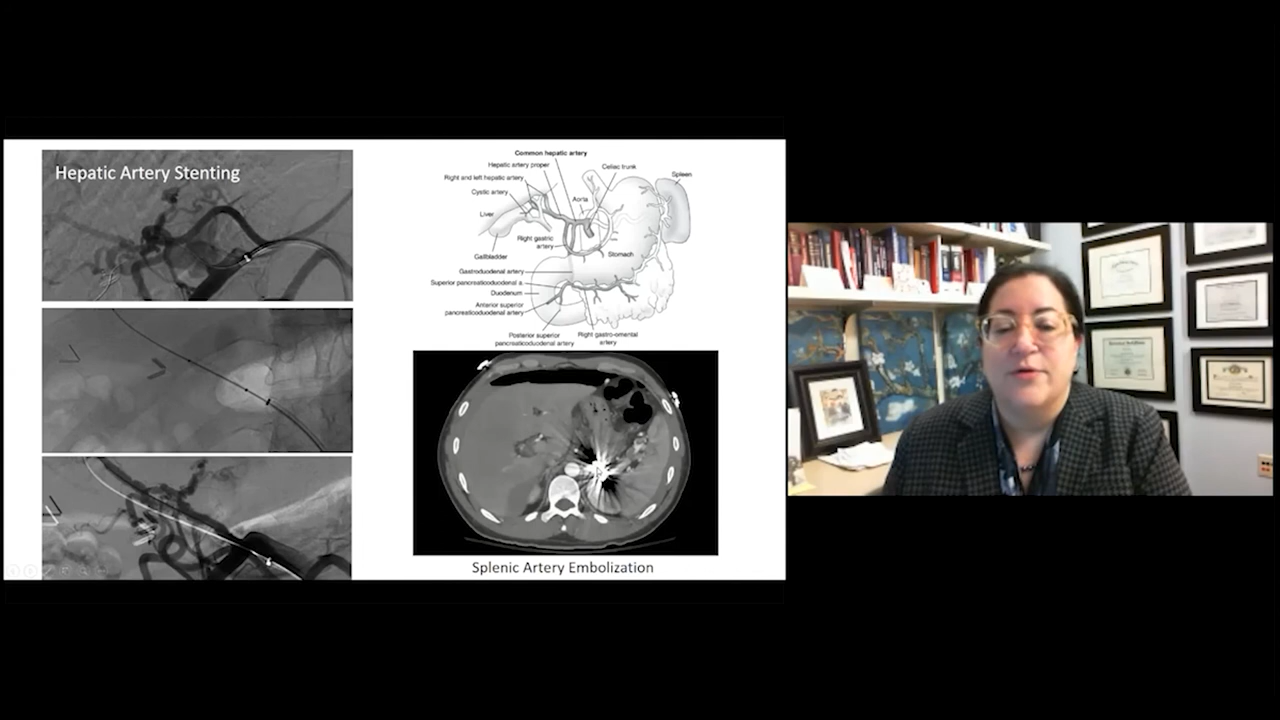 Hepatic Artery Stenting
Common hepatic artery
Hepatic artery proper
Celiac trunk
Right and left hepatic artery
Spleen
Cystic artery
Aorta
Liver
Right gastric
artery
Stomach
Gallbladder
Gastroduodenal artery
Superior pancreaticoduodenal a.
Duodenum
Anterior superior
pancreaticoduodenal artery
Posterior superior
pancreaticoduodenal artery
Right gastro-omental
artery
Splenic Artery Embolization